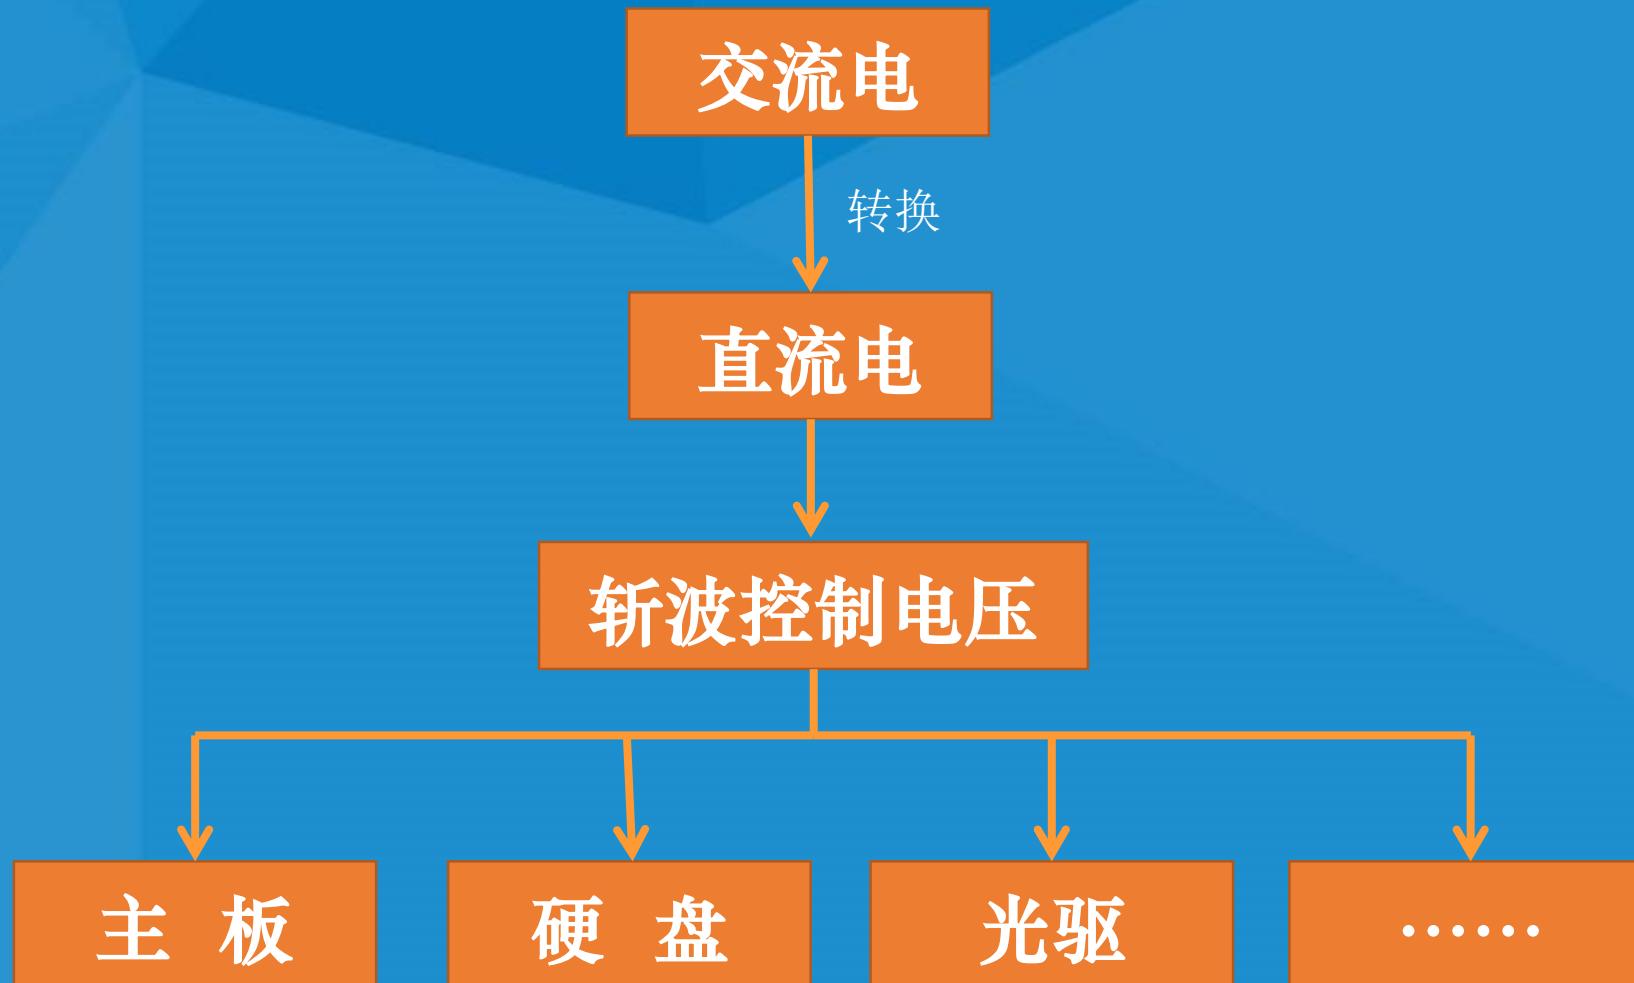 交流电
转换
直流电
斩波控制电压
主 板
硬 盘
光驱
……